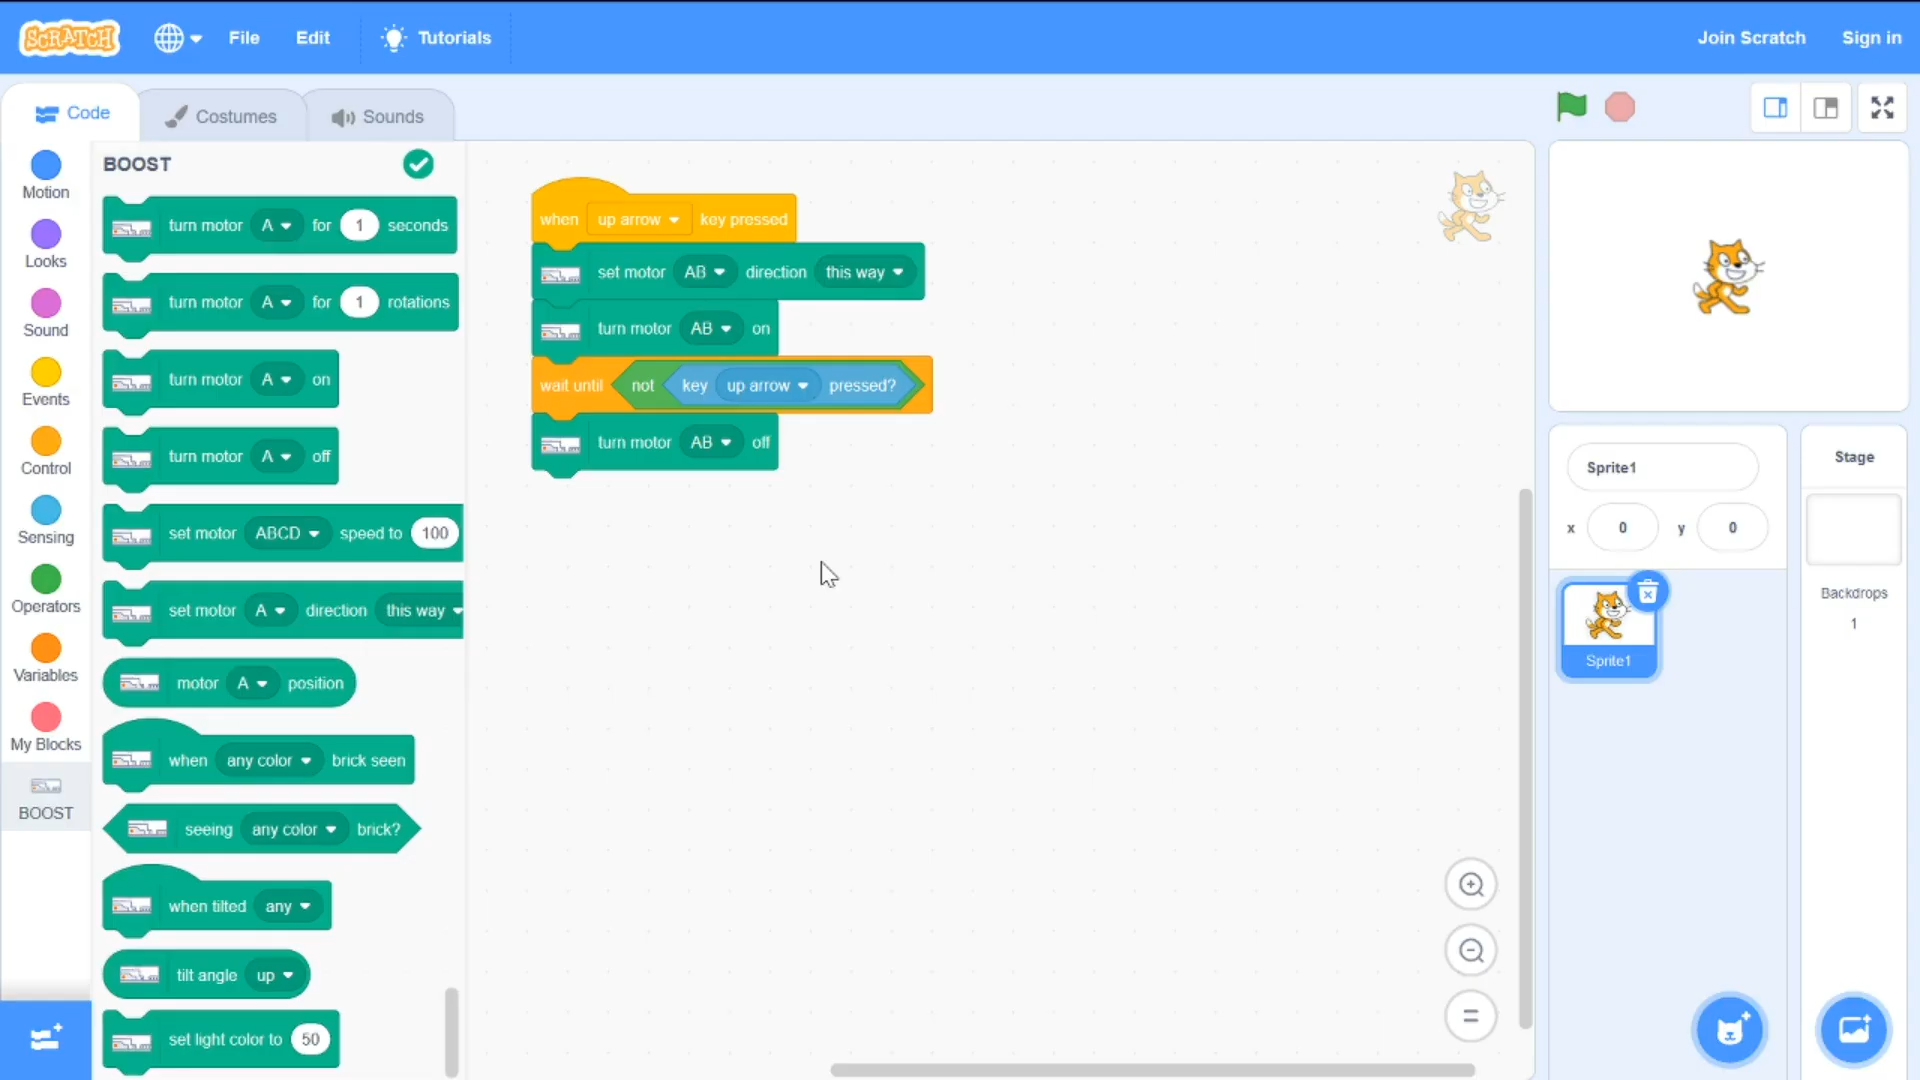 SCRATCH File Edit Tutorials Join Scratch Sign in
Code Costumes Sounds
Motion
Looks
Sound
Events
Control
Sensing
Operators
Variables
My Blocks
BOOST
BOOST
turn motor A for 1 seconds
turn motor A for 1 rotations
turn motor A on
turn motor A off
set motor ABCD speed to 100
set motor A direction this way
motor A position
when any color brick seen
seeing any color brick?
when tilted any
tilt angle up
set light color to 50
when up arrow key pressed
set motor AB direction this way
turn motor AB on
wait until not key up arrow pressed?
turn motor AB off
Sprite1
x 0 y 0
Sprite1
Stage
Backdrops
1